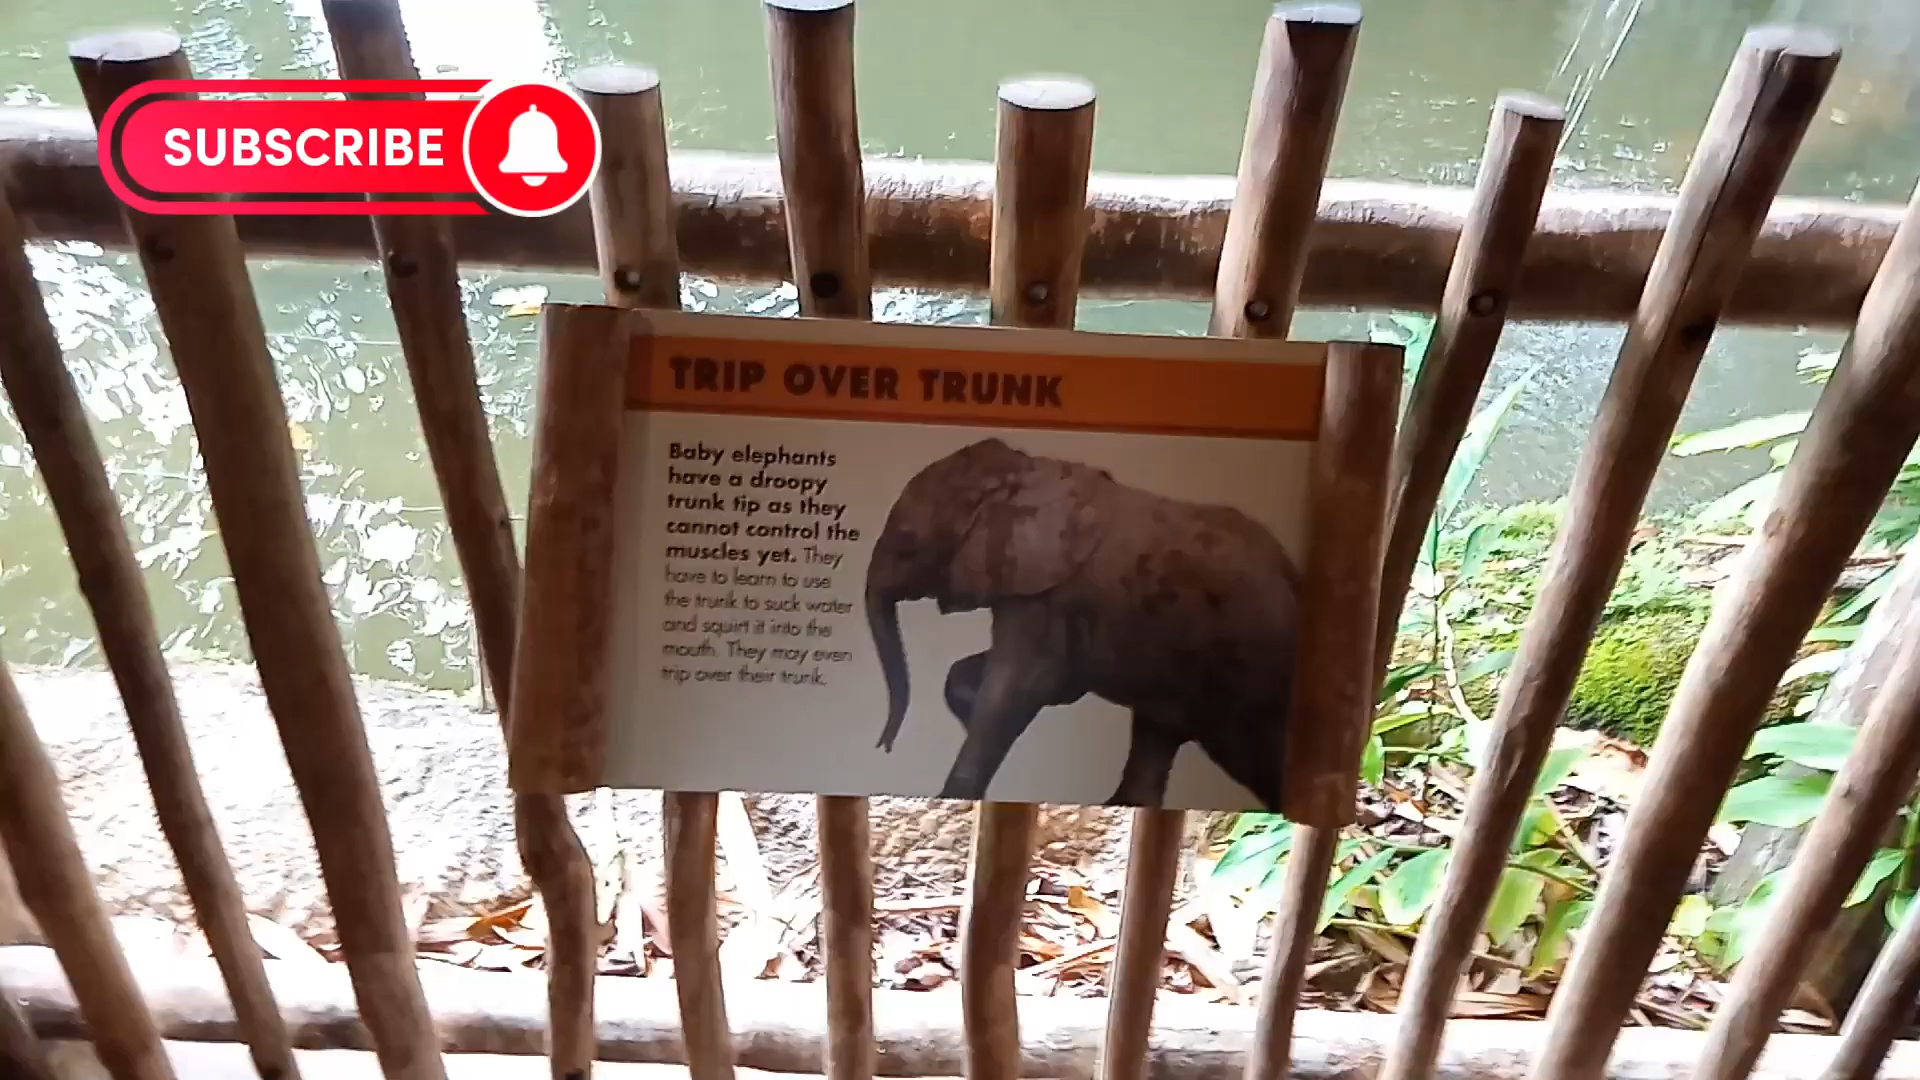 SUBSCRIBE
TRIP OVER TRUNK
Baby elephants
have a droopy
trunk tip as they
cannot control the
muscles yet. They
have to learn to use
the trunk to suck water
and squirt it into the
mouth. They may even
trip over their trunk.